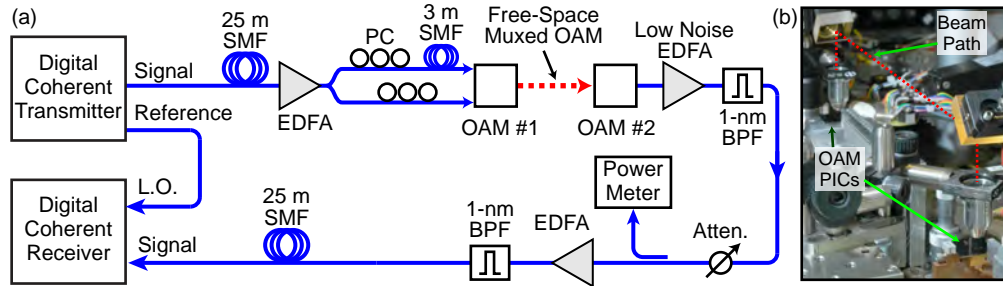 (a)
25 m
SMF
PC
3 m
SMF
Free-Space
Muxed OAM
Low Noise
EDFA
Digital
Coherent
Transmitter
Signal
Reference
EDFA
OAM #1
OAM #2
1-nm
BPF
L.O.
Digital
Coherent
Receiver
Signal
25 m
SMF
1-nm
BPF
EDFA
Power
Meter
Atten.
(b)
Beam
Path
OAM
PICs